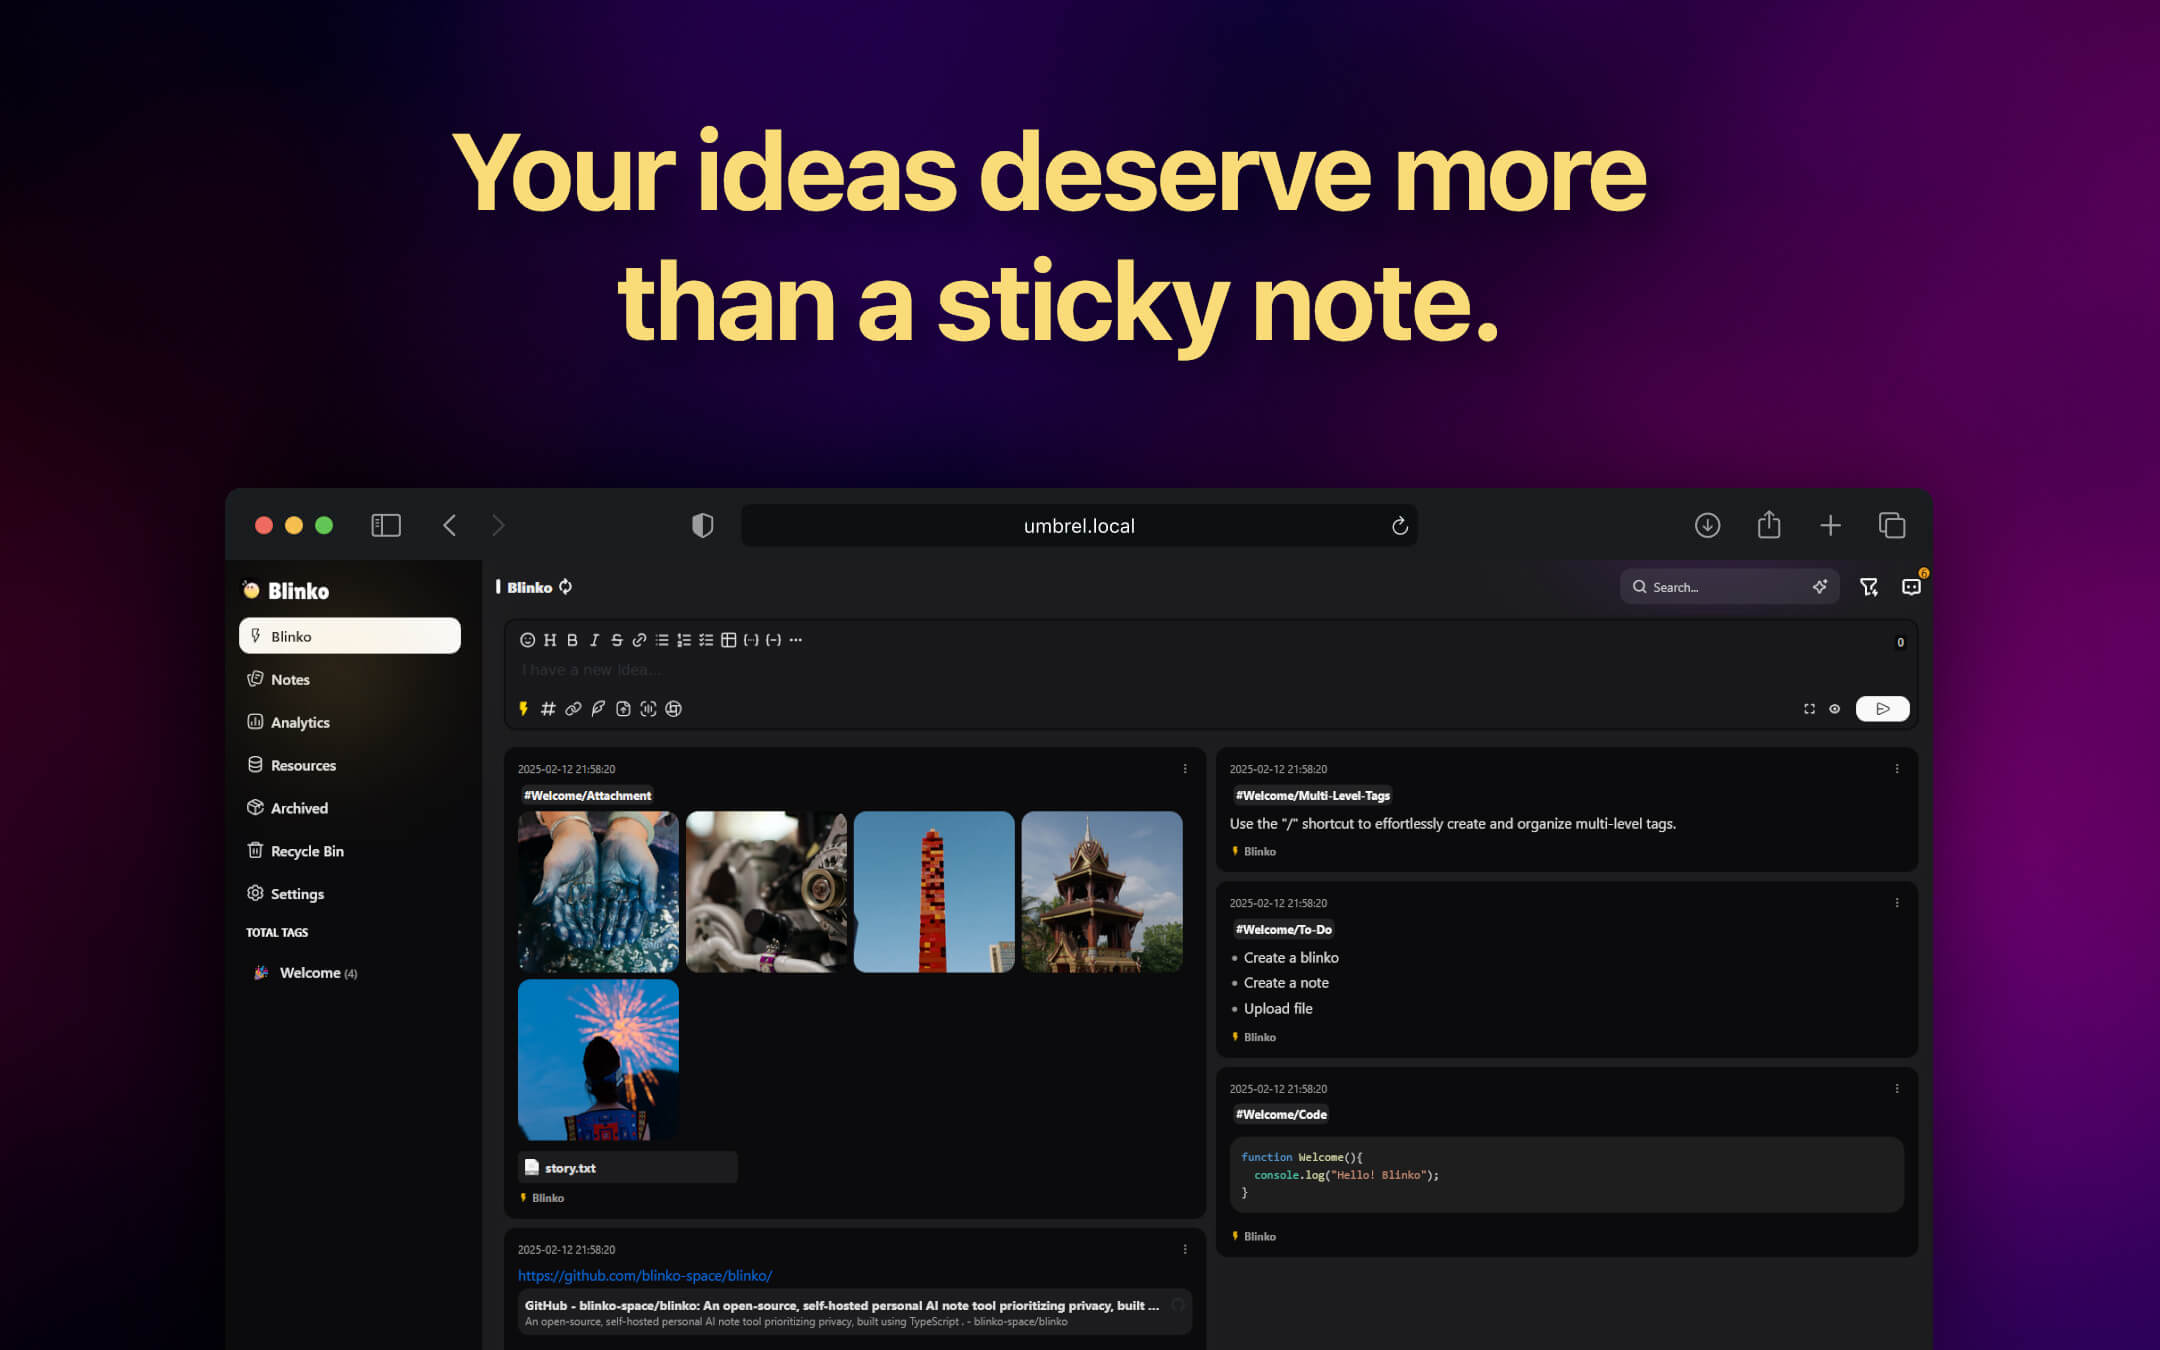 Your ideas deserve more
than a sticky note.
umbrel.local
Blinko
Blinko
Notes
Analytics
Resources
Archived
Recycle Bin
Settings
TOTAL TAGS
Welcome (4)
Blinko
Search...
6
I have a new idea...
0
2025-02-12 21:58:20
#Welcome/Attachment
story.txt
Blinko
2025-02-12 21:58:20
https://github.com/blinko-space/blinko/
GitHub - blinko-space/blinko: An open-source, self-hosted personal AI note tool prioritizing privacy, built ...
An open-source, self-hosted personal AI note tool prioritizing privacy, built using TypeScript . - blinko-space/blinko
2025-02-12 21:58:20
#Welcome/Multi-Level-Tags
Use the "/" shortcut to effortlessly create and organize multi-level tags.
Blinko
2025-02-12 21:58:20
#Welcome/To-Do
• Create a blinko
• Create a note
• Upload file
Blinko
2025-02-12 21:58:20
#Welcome/Code
function Welcome(){
  console.log("Hello! Blinko");
}
Blinko